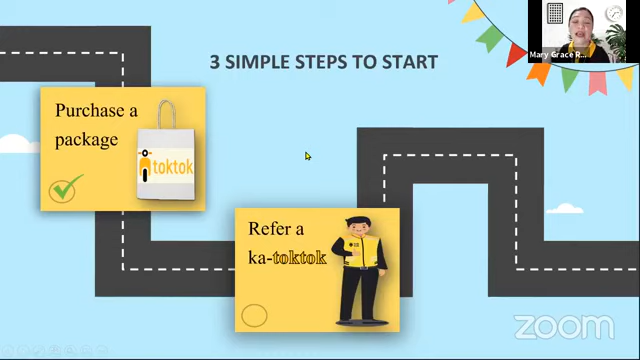 3 SIMPLE STEPS TO START
Mary Grace R...
Purchase a
package
toktok
Refer a
ka-toktok
zoom